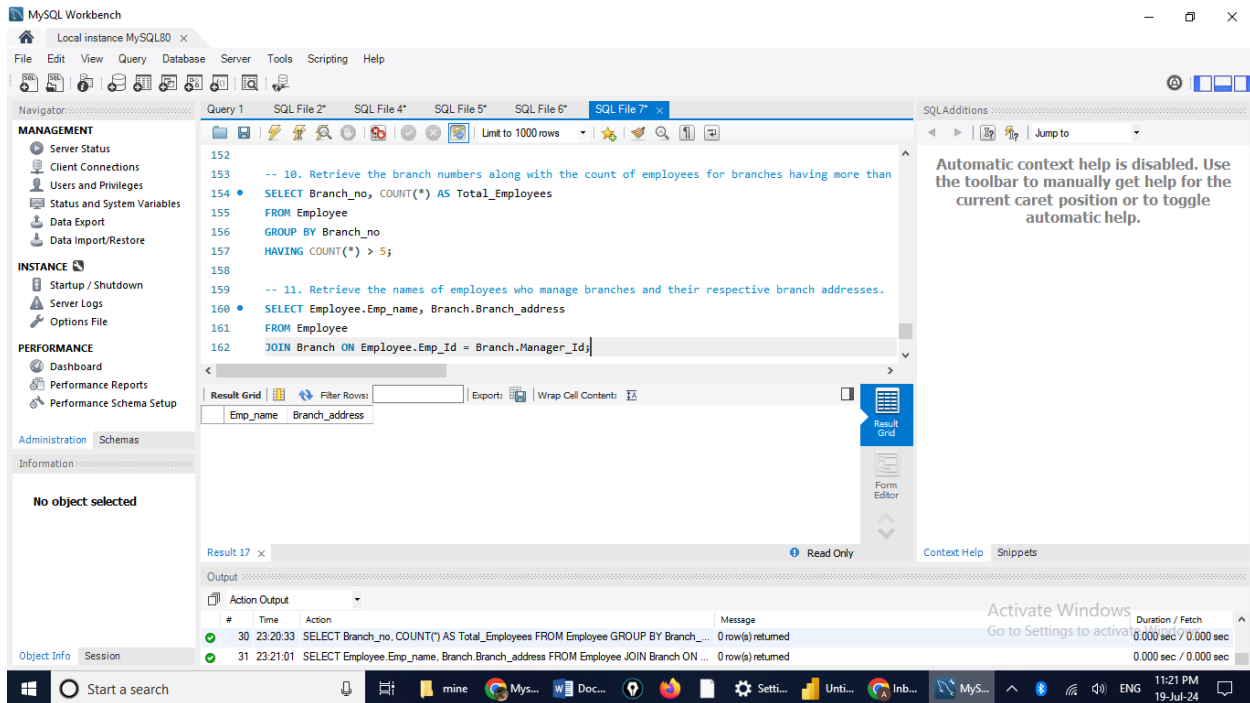 MySQL Workbench
Local instance MySQL80
File Edit View Query Database Server Tools Scripting Help
Navigator
MANAGEMENT
Server Status
Client Connections
Users and Privileges
Status and System Variables
Data Export
Data Import/Restore
INSTANCE
Startup / Shutdown
Server Logs
Options File
PERFORMANCE
Dashboard
Performance Reports
Performance Schema Setup
Administration Schemas
Information
No object selected
Object Info Session
Query 1 SQL File 2* SQL File 4* SQL File 5* SQL File 6* SQL File 7*
Limit to 1000 rows
152
153 -- 10. Retrieve the branch numbers along with the count of employees for branches having more than
154 SELECT Branch_no, COUNT(*) AS Total_Employees
155 FROM Employee
156 GROUP BY Branch_no
157 HAVING COUNT(*) > 5;
158
159 -- 11. Retrieve the names of employees who manage branches and their respective branch addresses.
160 SELECT Employee.Emp_name, Branch.Branch_address
161 FROM Employee
162 JOIN Branch ON Employee.Emp_Id = Branch.Manager_Id;
Result Grid Filter Rows: Export: Wrap Cell Content:
Emp_name Branch_address
Result Grid
Form Editor
Result 17 Read Only
SQLAdditions
Jump to
Automatic context help is disabled. Use
the toolbar to manually get help for the
current caret position or to toggle
automatic help.
Context Help Snippets
Output
Action Output
# Time Action Message Duration / Fetch
30 23:20:33 SELECT Branch_no, COUNT(*) AS Total_Employees FROM Employee GROUP BY Branch_... 0 row(s) returned 0.000 sec / 0.000 sec
31 23:21:01 SELECT Employee.Emp_name, Branch.Branch_address FROM Employee JOIN Branch ON ... 0 row(s) returned 0.000 sec / 0.000 sec
Activate Windows
Go to Settings to activate Windows.
Start a search
mine Mys... Doc... Setti... Unti... Inb... MyS... ENG
11:21 PM
19-Jul-24